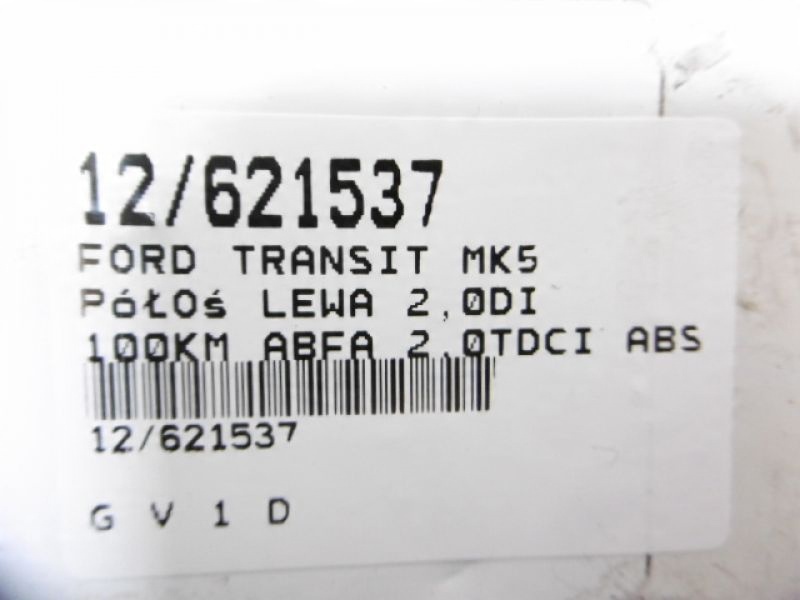 12/621537
FORD TRANSIT MK5
PółOś LEWA 2,0DI
100KM ABFA 2.0TDCI ABS
12/621537
G V 1 D